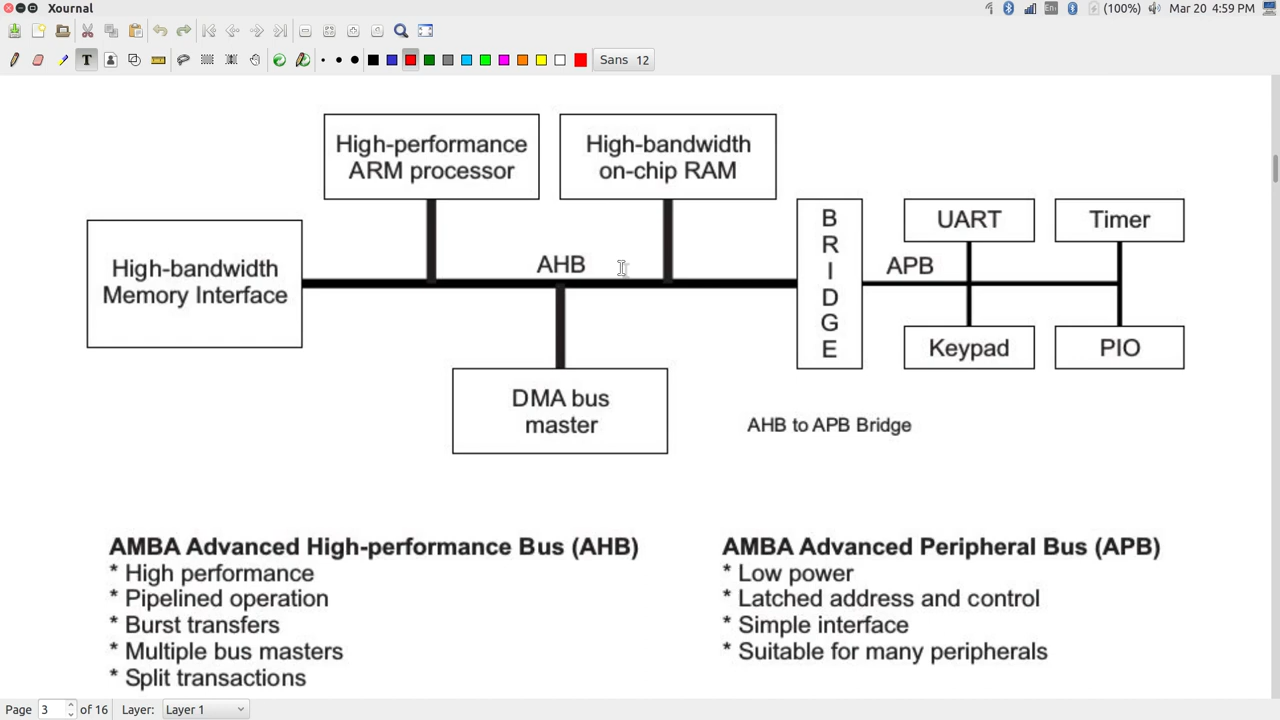 Xournal
En
(100%)
Mar 20 4:59 PM
T
Sans 12
High-performance
ARM processor
High-bandwidth
on-chip RAM
High-bandwidth
Memory Interface
AHB
B
R
I
D
G
E
APB
UART
Timer
Keypad
PIO
DMA bus
master
AHB to APB Bridge
AMBA Advanced High-performance Bus (AHB)
* High performance
* Pipelined operation
* Burst transfers
* Multiple bus masters
* Split transactions
AMBA Advanced Peripheral Bus (APB)
* Low power
* Latched address and control
* Simple interface
* Suitable for many peripherals
Page 3 of 16 Layer: Layer 1